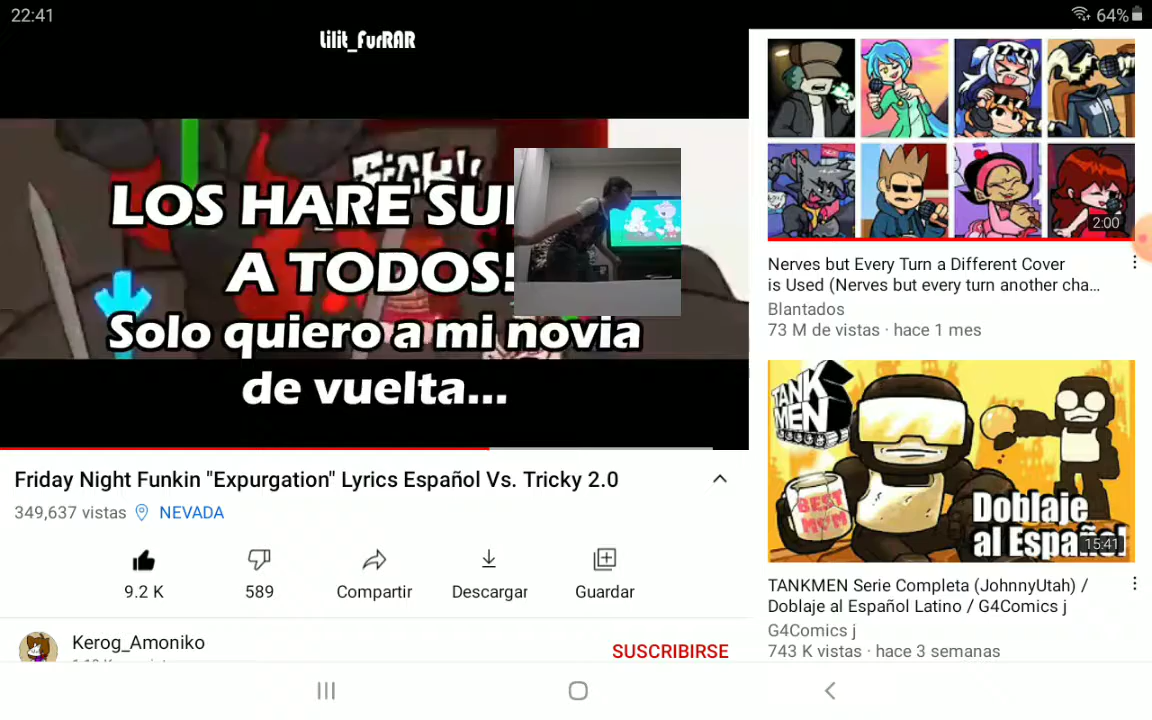 22:41
64%
Lilit_FurRAR
LOS HARE
A TODOS!
Solo quiero a mi novia
de vuelta...
Friday Night Funkin "Expurgation" Lyrics Español Vs. Tricky 2.0
349,637 vistas NEVADA
9.2 K
589
Compartir
Descargar
Guardar
Kerog_Amoniko
SUSCRIBIRSE
2:00
Nerves but Every Turn a Different Cover
is Used (Nerves but every turn another cha...
Blantados
73 M de vistas · hace 1 mes
TANK
MEN
BEST
MOM
Doblaje
al Español
15:41
TANKMEN Serie Completa (JohnnyUtah) /
Doblaje al Español Latino / G4Comics j
G4Comics j
743 K vistas · hace 3 semanas